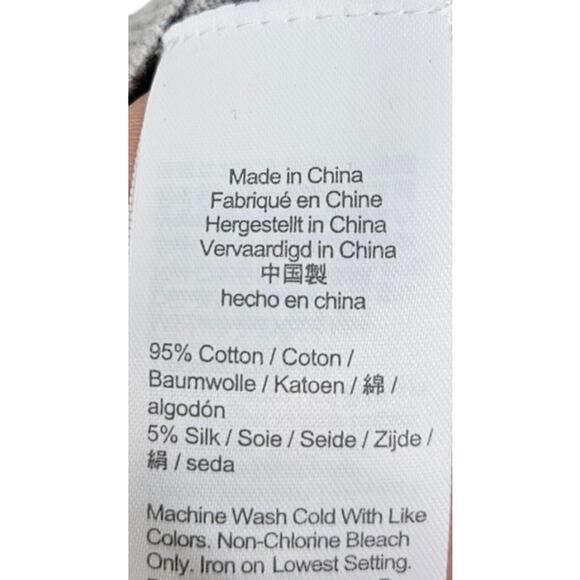 Made in China
Fabriqué en Chine
Hergestellt in China
Vervaardigd in China
中国製
hecho en china
95% Cotton / Coton /
Baumwolle / Katoen / 綿 /
algodón
5% Silk / Soie / Seide / Zijde /
絹 / seda
Machine Wash Cold With Like
Colors. Non-Chlorine Bleach
Only. Iron on Lowest Setting.